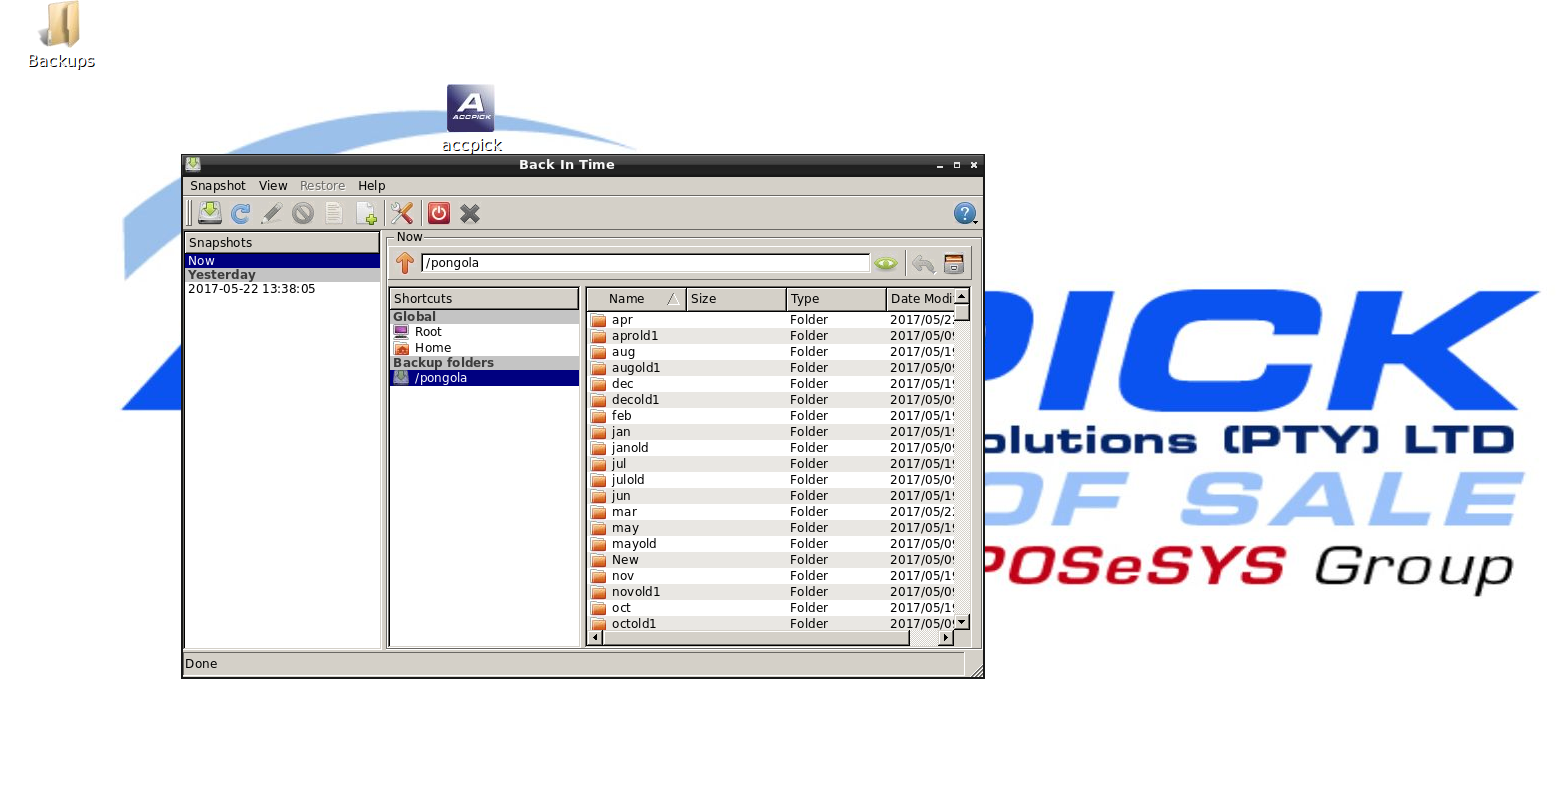 Backups
ACCPICK
accpick
Back In Time
Snapshot View Restore Help
Snapshots
Now
Yesterday
2017-05-22 13:38:05
Now
/pongola
Shortcuts
Global
Root
Home
Backup folders
/pongola
Name Size Type Date Modi
apr Folder 2017/05/2
aprold1 Folder 2017/05/0
aug Folder 2017/05/1
augold1 Folder 2017/05/0
dec Folder 2017/05/1
decold1 Folder 2017/05/0
feb Folder 2017/05/1
jan Folder 2017/05/1
janold Folder 2017/05/0
jul Folder 2017/05/1
julold Folder 2017/05/0
jun Folder 2017/05/1
mar Folder 2017/05/2
may Folder 2017/05/1
mayold Folder 2017/05/0
New Folder 2017/05/0
nov Folder 2017/05/1
novold1 Folder 2017/05/0
oct Folder 2017/05/1
octold1 Folder 2017/05/0
Done
PICK
olutions (PTY) LTD
OF SALE
POSeSYS Group